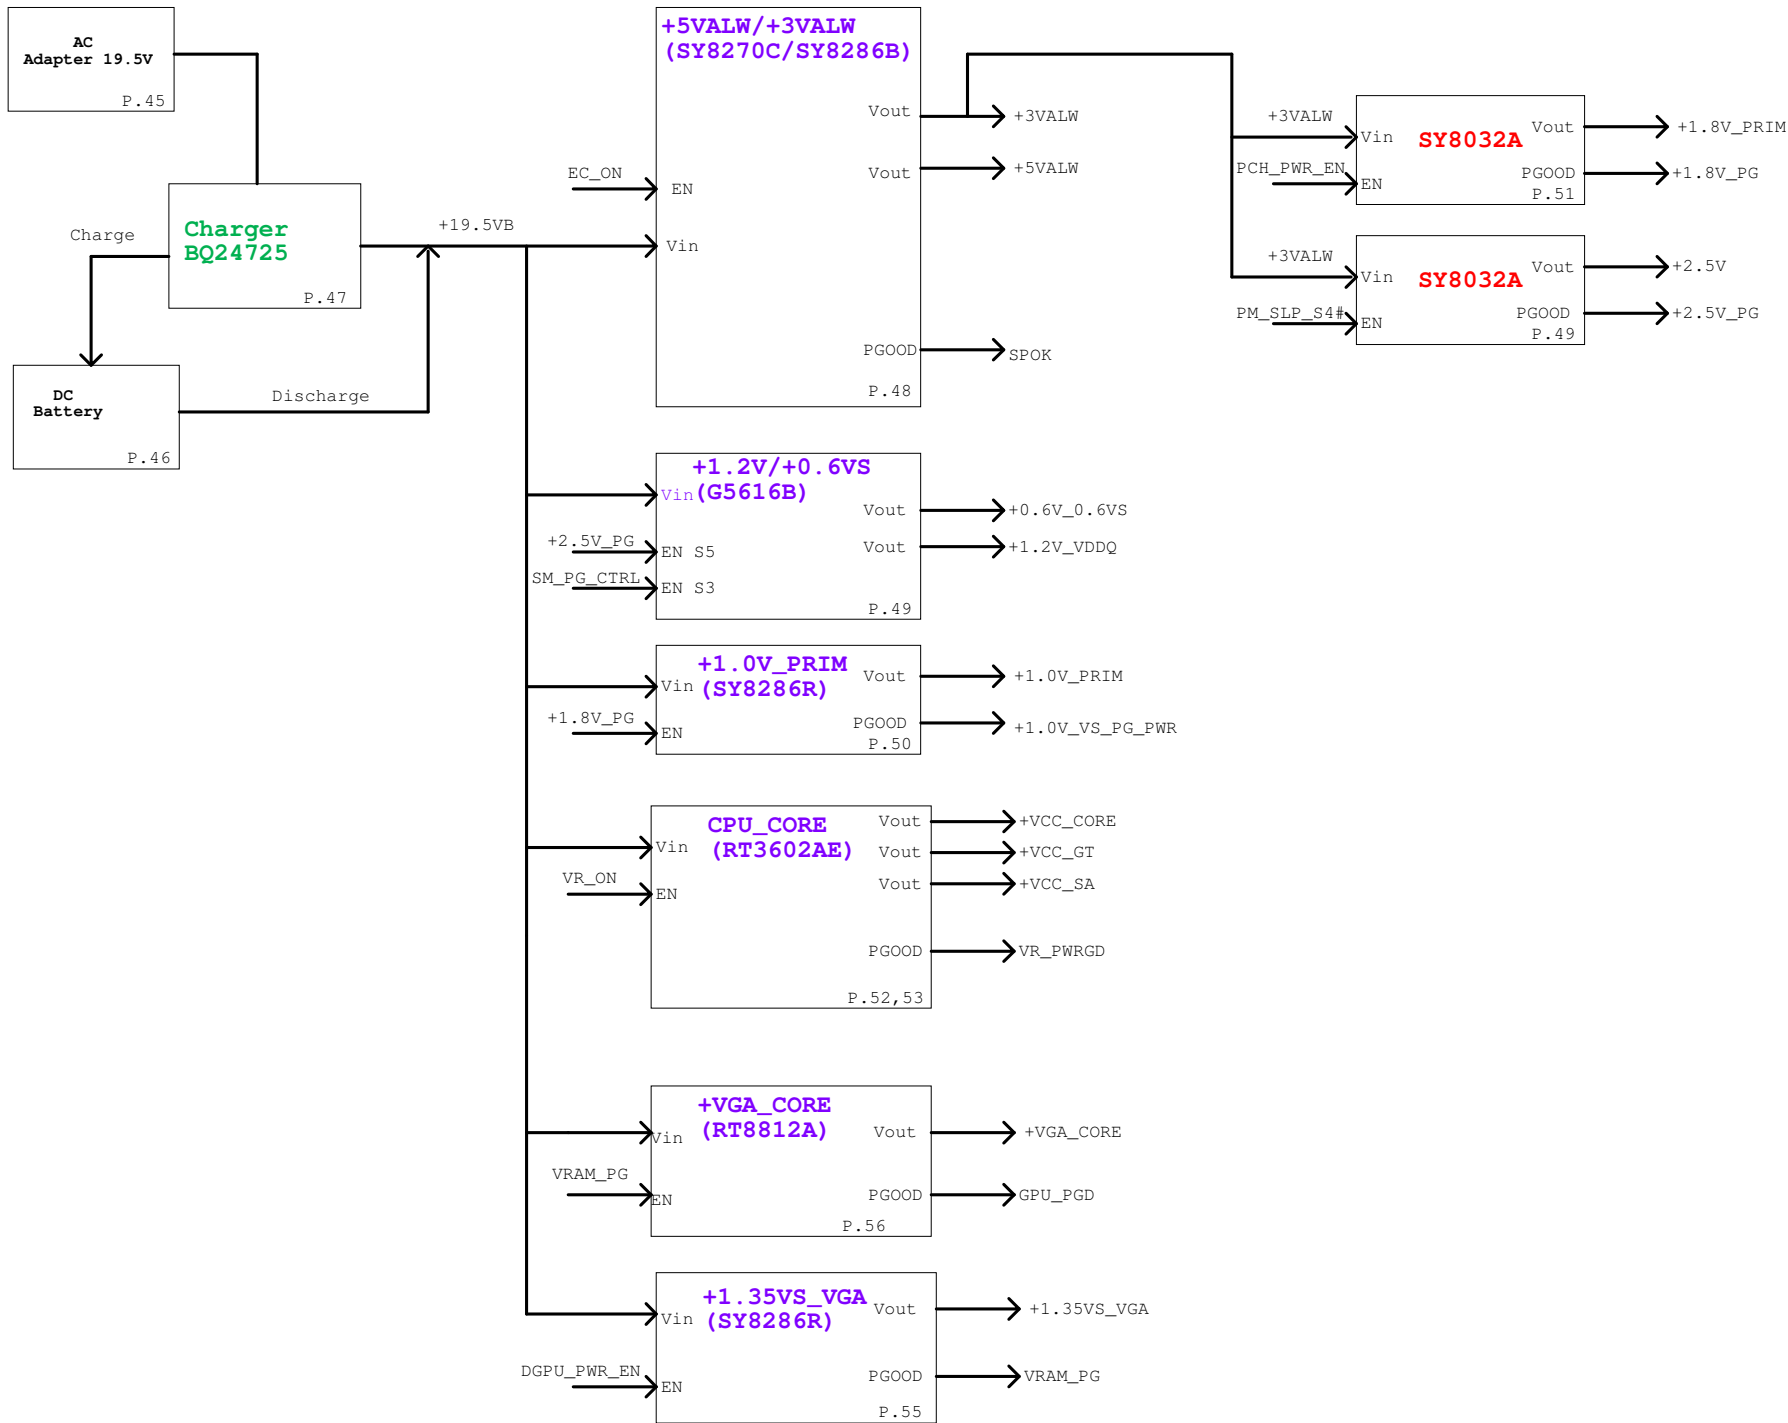 AC
Adapter 19.5V
P.45
Charger
BQ24725
P.47
Charge
DC
Battery
P.46
Discharge
+19.5VB
+5VALW/+3VALW
(SY8270C/SY8286B)
Vout
+3VALW
Vout
+5VALW
EC_ON
EN
Vin
PGOOD
SPOK
P.48
+3VALW
Vin
SY8032A
Vout
+1.8V_PRIM
PCH_PWR_EN
EN
PGOOD
+1.8V_PG
P.51
+3VALW
Vin
SY8032A
Vout
+2.5V
PM_SLP_S4#
EN
PGOOD
+2.5V_PG
P.49
+1.2V/+0.6VS
Vin
(G5616B)
Vout
+0.6V_0.6VS
+2.5V_PG
EN S5
Vout
+1.2V_VDDQ
SM_PG_CTRL
EN S3
P.49
+1.0V_PRIM
Vin
(SY8286R)
Vout
+1.0V_PRIM
+1.8V_PG
EN
PGOOD
+1.0V_VS_PG_PWR
P.50
CPU_CORE
(RT3602AE)
Vin
VR_ON
EN
Vout
+VCC_CORE
Vout
+VCC_GT
Vout
+VCC_SA
PGOOD
VR_PWRGD
P.52,53
+VGA_CORE
(RT8812A)
Vin
Vout
+VGA_CORE
VRAM_PG
EN
PGOOD
GPU_PGD
P.56
+1.35VS_VGA
(SY8286R)
Vin
Vout
+1.35VS_VGA
DGPU_PWR_EN
EN
PGOOD
VRAM_PG
P.55